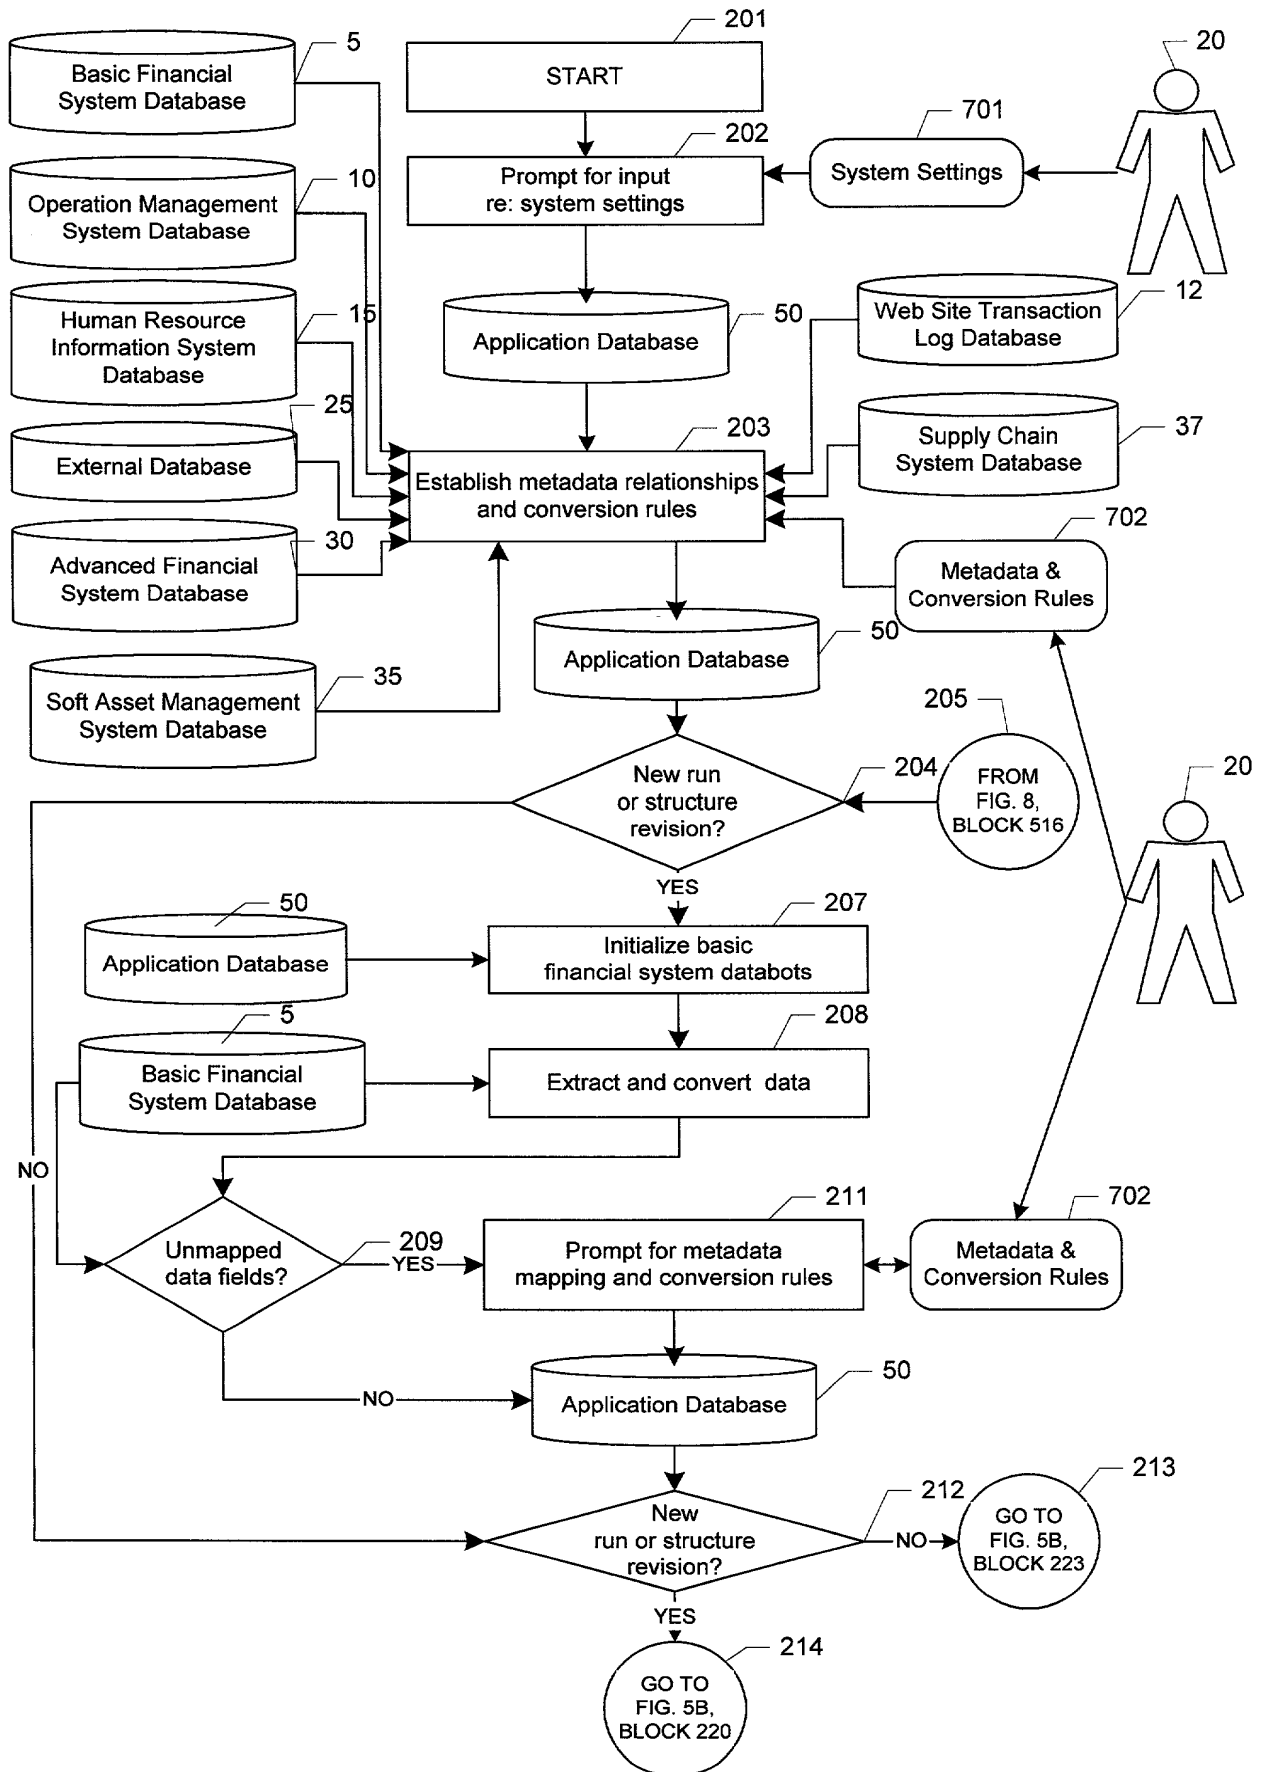 201
START
5
Basic Financial
System Database
20
202
Prompt for input
re: system settings
701
System Settings
10
Operation Management
System Database
15
Human Resource
Information System
Database
50
Application Database
12
Web Site Transaction
Log Database
25
External Database
203
Establish metadata relationships
and conversion rules
37
Supply Chain
System Database
30
Advanced Financial
System Database
702
Metadata &
Conversion Rules
50
Application Database
35
Soft Asset Management
System Database
204
New run
or structure
revision?
205
FROM
FIG. 8,
BLOCK 516
20
YES
50
Application Database
207
Initialize basic
financial system databots
5
Basic Financial
System Database
208
Extract and convert data
NO
209
Unmapped
data fields?
YES
211
Prompt for metadata
mapping and conversion rules
702
Metadata &
Conversion Rules
NO
50
Application Database
212
New
run or structure
revision?
NO
213
GO TO
FIG. 5B,
BLOCK 223
YES
214
GO TO
FIG. 5B,
BLOCK 220